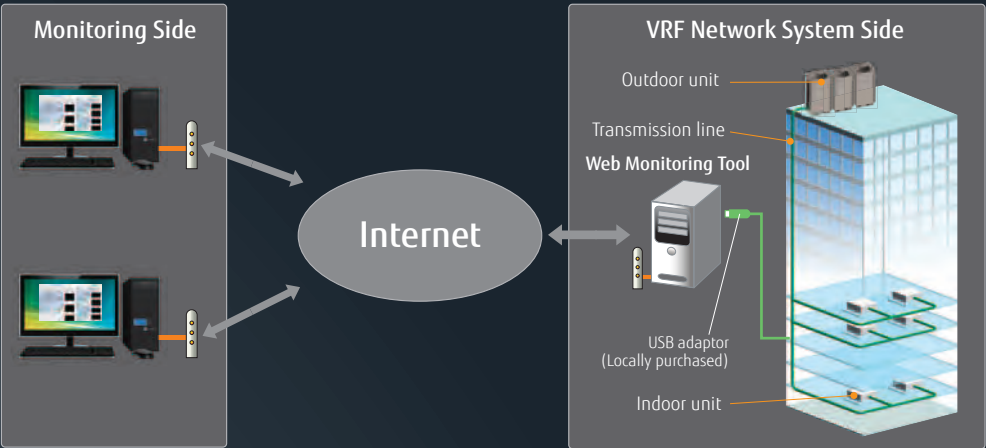 Monitoring Side
Internet
VRF Network System Side
Outdoor unit
Transmission line
Web Monitoring Tool
USB adaptor
(Locally purchased)
Indoor unit